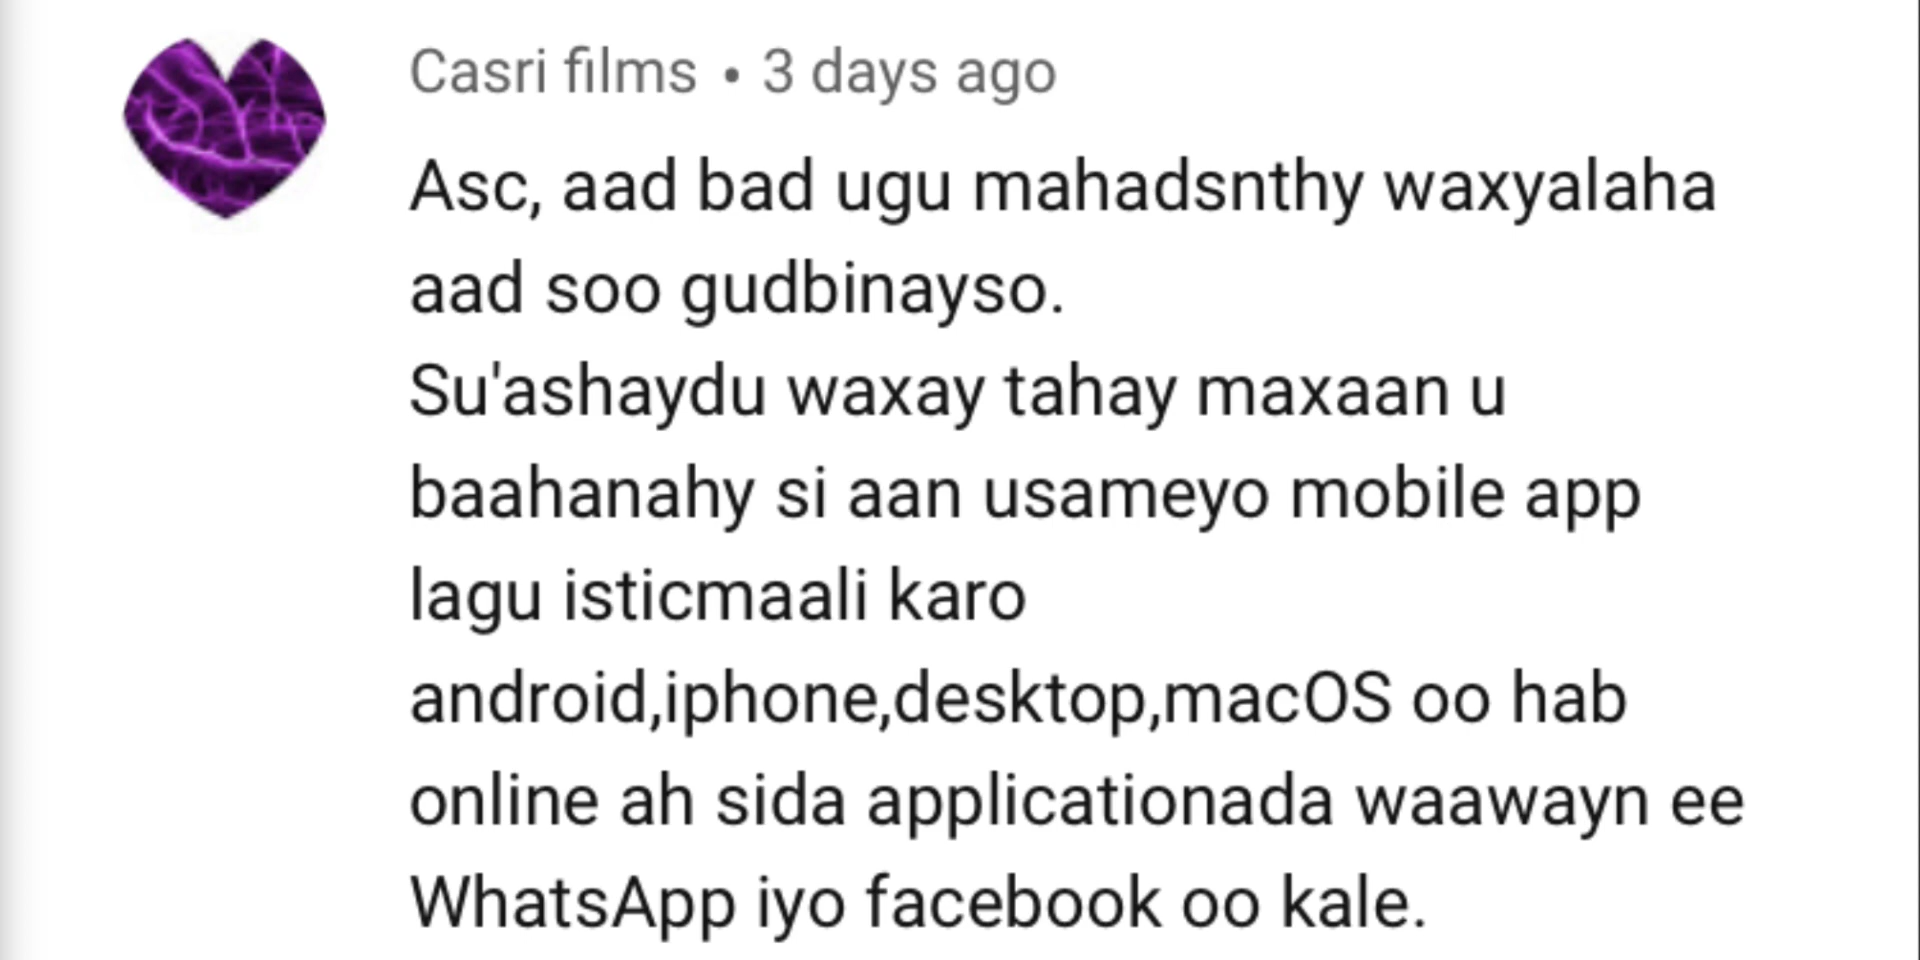 Casri films • 3 days ago
Asc, aad bad ugu mahadsnthy waxyalaha
aad soo gudbinayso.
Su'ashaydu waxay tahay maxaan u
baahanahy si aan usameyo mobile app
lagu isticmaali karo
android,iphone,desktop,macOS oo hab
online ah sida applicationada waawayn ee
WhatsApp iyo facebook oo kale.